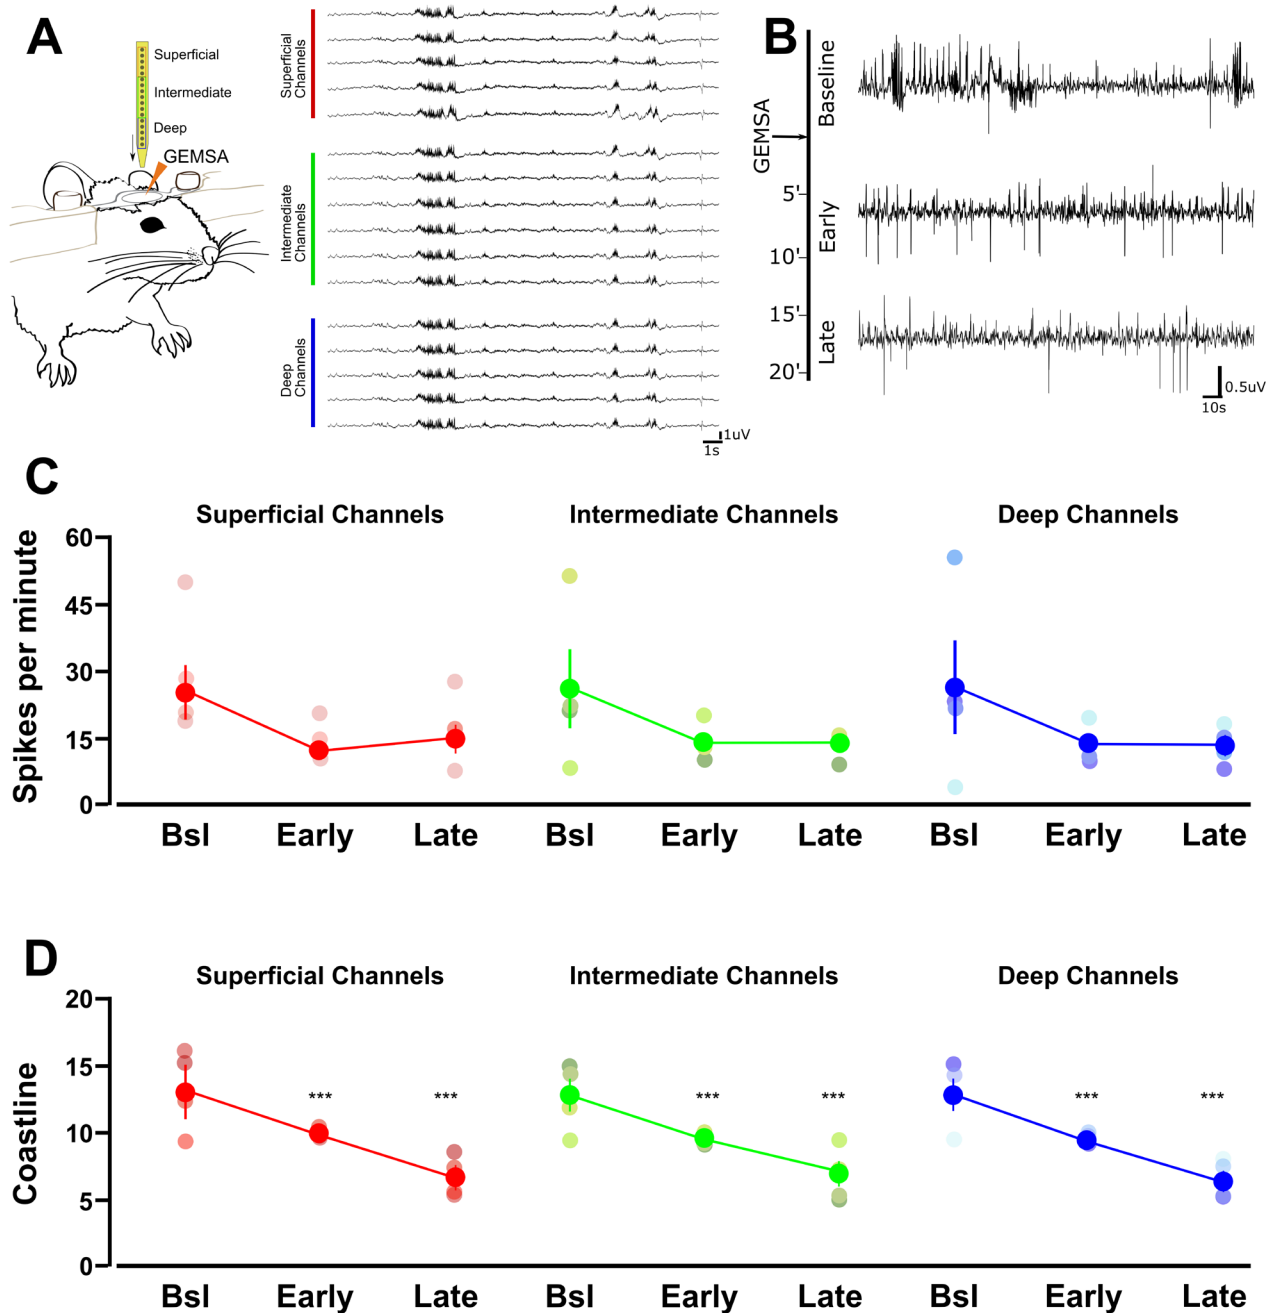 A
Superficial
Intermediate
Deep
GEMSA
Superficial
Channels
Intermediate
Channels
Deep
Channels
1uV
1s
B
Baseline
GEMSA
5'
Early
10'
15'
Late
20'
0.5uV
10s
C
Superficial Channels
Intermediate Channels
Deep Channels
Spikes per minute
60
45
30
15
0
Bsl Early Late
Bsl Early Late
Bsl Early Late
D
Superficial Channels
Intermediate Channels
Deep Channels
Coastline
20
15
10
5
0
*** ***
*** ***
*** ***
Bsl Early Late
Bsl Early Late
Bsl Early Late